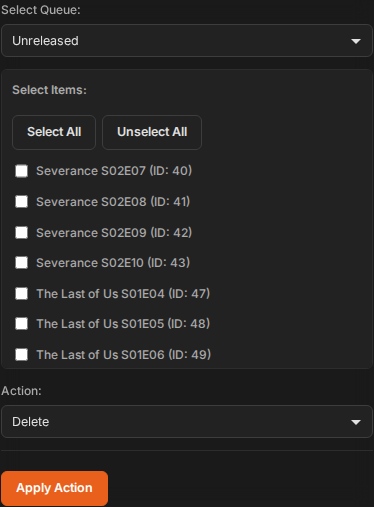 Select Queue:
Unreleased
Select Items:
Select All Unselect All
Severance S02E07 (ID: 40)
Severance S02E08 (ID: 41)
Severance S02E09 (ID: 42)
Severance S02E10 (ID: 43)
The Last of Us S01E04 (ID: 47)
The Last of Us S01E05 (ID: 48)
The Last of Us S01E06 (ID: 49)
Action:
Delete
Apply Action